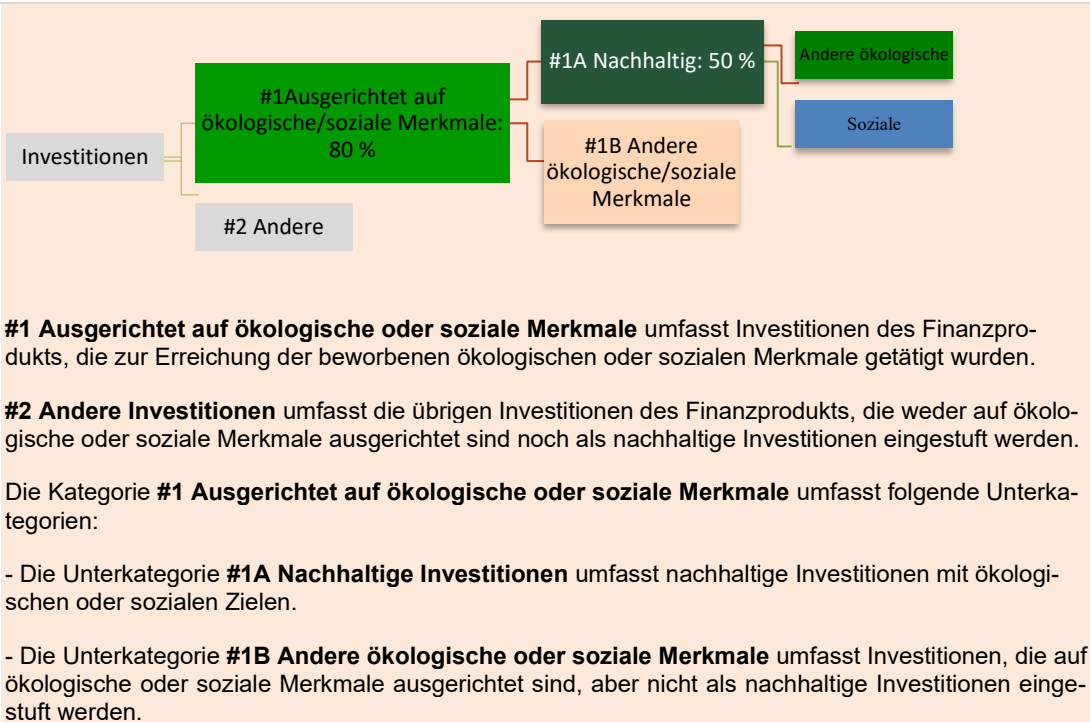 #1A Nachhaltig: 50 %
Andere ökologische
#1Ausgerichtet auf
ökologische/soziale Merkmale:
80 %
Soziale
Investitionen
#1B Andere
ökologische/soziale
Merkmale
#2 Andere
#1 Ausgerichtet auf ökologische oder soziale Merkmale umfasst Investitionen des Finanzpro-
dukts, die zur Erreichung der beworbenen ökologischen oder sozialen Merkmale getätigt wurden.
#2 Andere Investitionen umfasst die übrigen Investitionen des Finanzprodukts, die weder auf ökolo-
gische oder soziale Merkmale ausgerichtet sind noch als nachhaltige Investitionen eingestuft werden.
Die Kategorie #1 Ausgerichtet auf ökologische oder soziale Merkmale umfasst folgende Unterka-
tegorien:
- Die Unterkategorie #1A Nachhaltige Investitionen umfasst nachhaltige Investitionen mit ökologi-
schen oder sozialen Zielen.
- Die Unterkategorie #1B Andere ökologische oder soziale Merkmale umfasst Investitionen, die auf
ökologische oder soziale Merkmale ausgerichtet sind, aber nicht als nachhaltige Investitionen einge-
stuft werden.